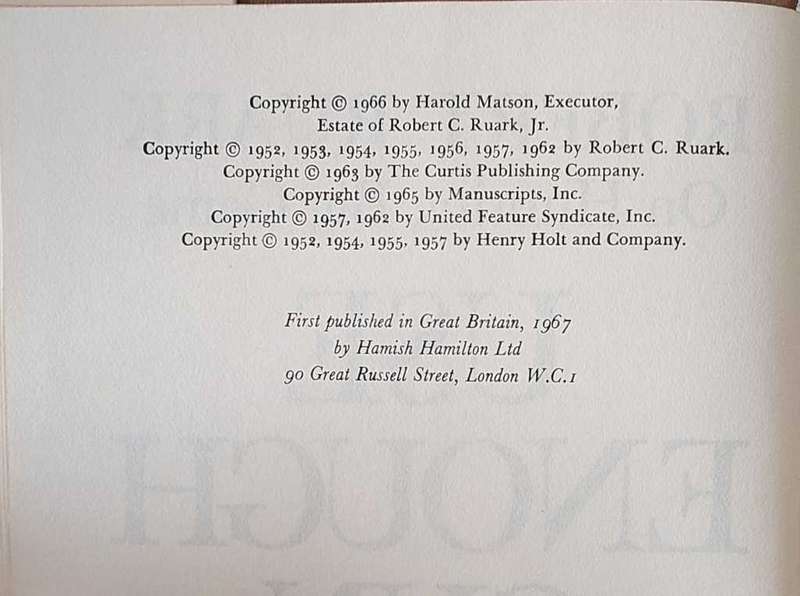 Copyright © 1966 by Harold Matson, Executor,
Estate of Robert C. Ruark, Jr.
Copyright © 1952, 1953, 1954, 1955, 1956, 1957, 1962 by Robert C. Ruark.
Copyright © 1963 by The Curtis Publishing Company.
Copyright © 1965 by Manuscripts, Inc.
Copyright © 1957, 1962 by United Feature Syndicate, Inc.
Copyright © 1952, 1954, 1955, 1957 by Henry Holt and Company.
First published in Great Britain, 1967
by Hamish Hamilton Ltd
90 Great Russell Street, London W.C.1
USE
ENOUGH